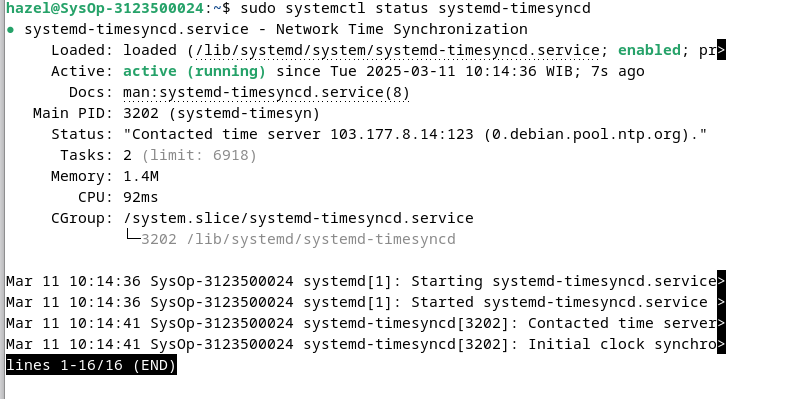 hazel@SysOp-3123500024:~$ sudo systemctl status systemd-timesyncd
● systemd-timesyncd.service - Network Time Synchronization
     Loaded: loaded (/lib/systemd/system/systemd-timesyncd.service; enabled; pr>
     Active: active (running) since Tue 2025-03-11 10:14:36 WIB; 7s ago
       Docs: man:systemd-timesyncd.service(8)
   Main PID: 3202 (systemd-timesyn)
     Status: "Contacted time server 103.177.8.14:123 (0.debian.pool.ntp.org)."
      Tasks: 2 (limit: 6918)
     Memory: 1.4M
        CPU: 92ms
     CGroup: /system.slice/systemd-timesyncd.service
             └─3202 /lib/systemd/systemd-timesyncd

Mar 11 10:14:36 SysOp-3123500024 systemd[1]: Starting systemd-timesyncd.service>
Mar 11 10:14:36 SysOp-3123500024 systemd[1]: Started systemd-timesyncd.service >
Mar 11 10:14:41 SysOp-3123500024 systemd-timesyncd[3202]: Contacted time server>
Mar 11 10:14:41 SysOp-3123500024 systemd-timesyncd[3202]: Initial clock synchro>
lines 1-16/16 (END)